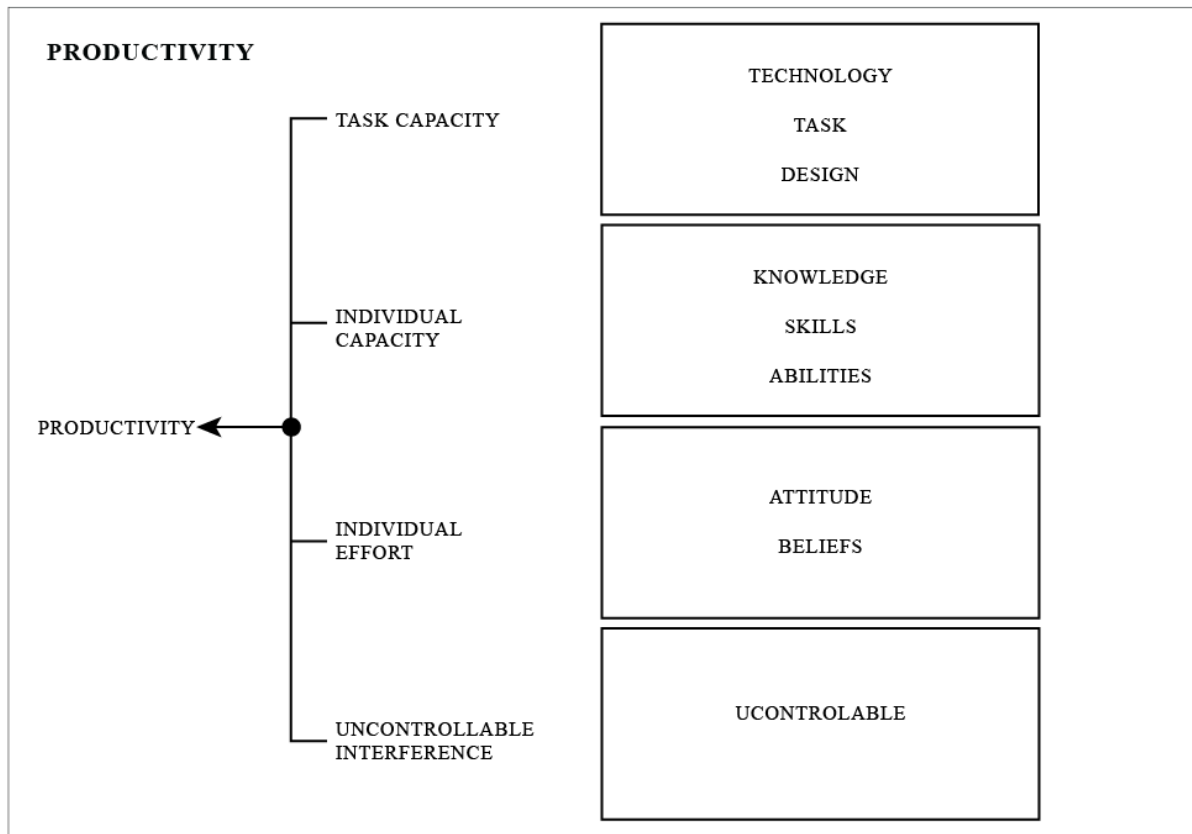 PRODUCTIVITY
TASK CAPACITY
TECHNOLOGY
TASK
DESIGN
INDIVIDUAL
CAPACITY
KNOWLEDGE
SKILLS
ABILITIES
PRODUCTIVITY
INDIVIDUAL
EFFORT
ATTITUDE
BELIEFS
UNCONTROLLABLE
INTERFERENCE
UCONTROLABLE